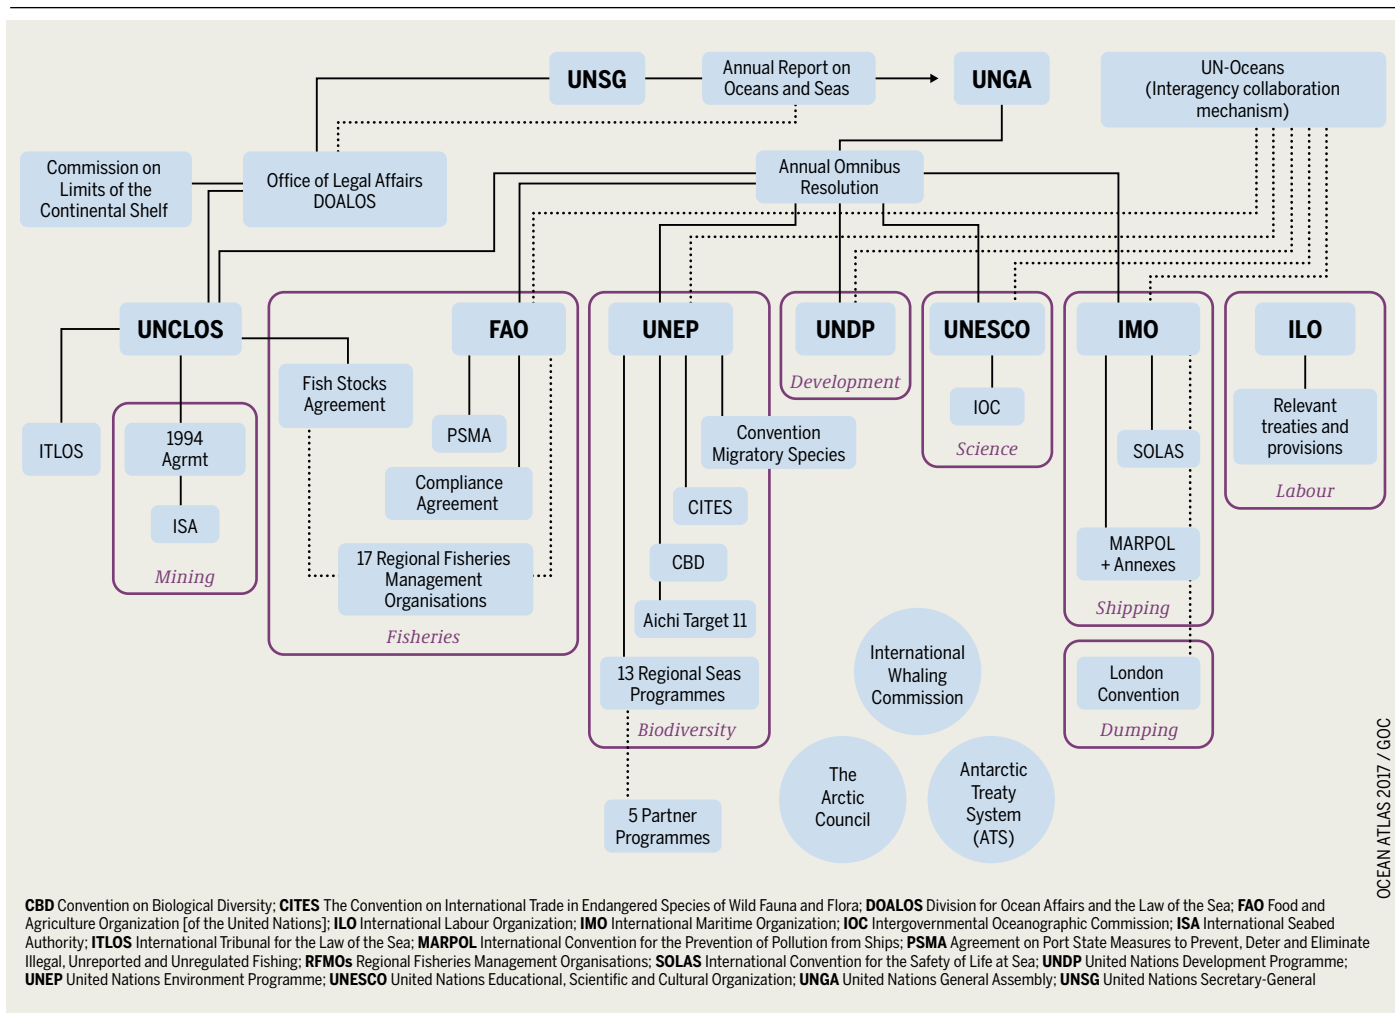 UNSG
Annual Report on
Oceans and Seas
UNGA
UN-Oceans
(Interagency collaboration
mechanism)
Commission on
Limits of the
Continental Shelf
Office of Legal Affairs
DOALOS
Annual Omnibus
Resolution
UNCLOS
FAO
UNEP
UNDP
UNESCO
IMO
ILO
ITLOS
1994
Agrmt
ISA
Mining
Fish Stocks
Agreement
PSMA
Compliance
Agreement
17 Regional Fisheries
Management
Organisations
Fisheries
Convention
Migratory Species
CITES
CBD
Aichi Target 11
13 Regional Seas
Programmes
Biodiversity
5 Partner
Programmes
Development
IOC
Science
SOLAS
MARPOL
+ Annexes
Shipping
London
Convention
Dumping
Relevant
treaties and
provisions
Labour
International
Whaling
Commission
The
Arctic
Council
Antarctic
Treaty
System
(ATS)
OCEAN ATLAS 2017 / GOC
CBD Convention on Biological Diversity; CITES The Convention on International Trade in Endangered Species of Wild Fauna and Flora; DOALOS Division for Ocean Affairs and the Law of the Sea; FAO Food and
Agriculture Organization [of the United Nations]; ILO International Labour Organization; IMO International Maritime Organization; IOC Intergovernmental Oceanographic Commission; ISA International Seabed
Authority; ITLOS International Tribunal for the Law of the Sea; MARPOL International Convention for the Prevention of Pollution from Ships; PSMA Agreement on Port State Measures to Prevent, Deter and Eliminate
Illegal, Unreported and Unregulated Fishing; RFMOs Regional Fisheries Management Organisations; SOLAS International Convention for the Safety of Life at Sea; UNDP United Nations Development Programme;
UNEP United Nations Environment Programme; UNESCO United Nations Educational, Scientific and Cultural Organization; UNGA United Nations General Assembly; UNSG United Nations Secretary-General